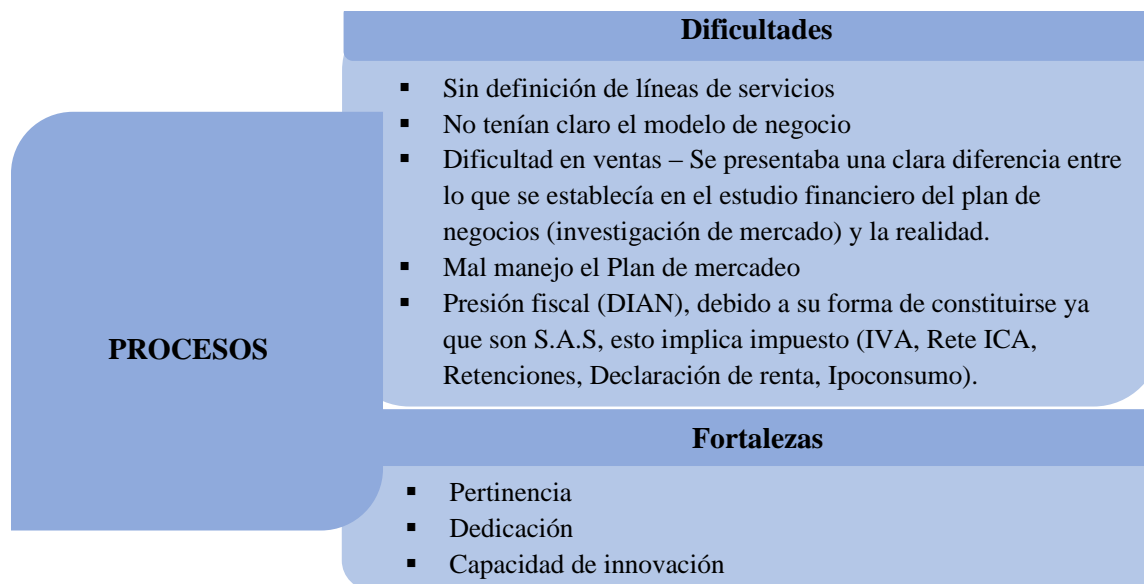 Dificultades
▪ Sin definición de líneas de servicios
▪ No tenían claro el modelo de negocio
▪ Dificultad en ventas – Se presentaba una clara diferencia entre
lo que se establecía en el estudio financiero del plan de
negocios (investigación de mercado) y la realidad.
▪ Mal manejo el Plan de mercadeo
▪ Presión fiscal (DIAN), debido a su forma de constituirse ya
que son S.A.S, esto implica impuesto (IVA, Rete ICA,
Retenciones, Declaración de renta, Ipoconsumo).
PROCESOS
Fortalezas
▪ Pertinencia
▪ Dedicación
▪ Capacidad de innovación